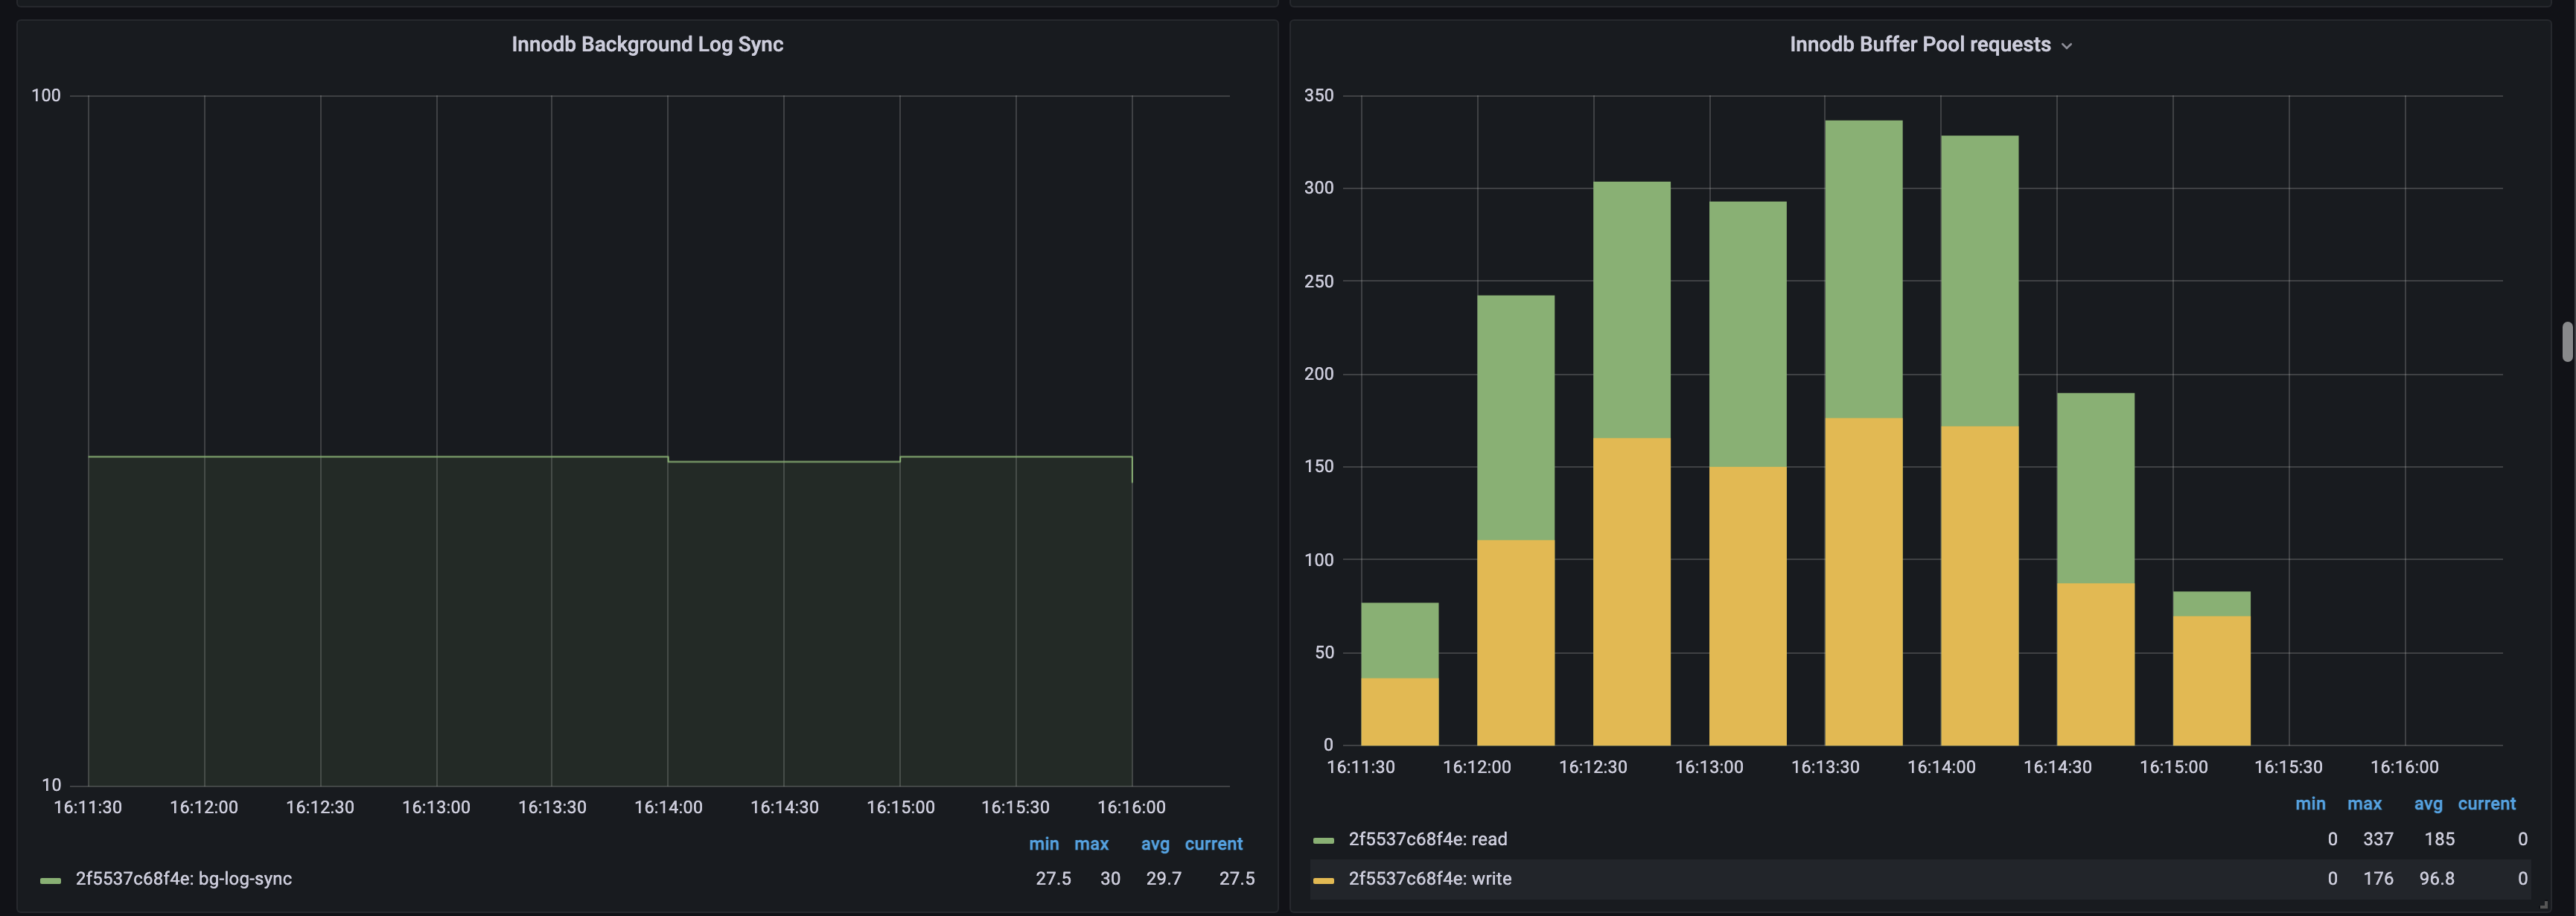 Innodb Background Log Sync
100
10
16:11:30 16:12:00 16:12:30 16:13:00 16:13:30 16:14:00 16:14:30 16:15:00 16:15:30 16:16:00
min max avg current
2f5537c68f4e: bg-log-sync 27.5 30 29.7 27.5
Innodb Buffer Pool requests
350
300
250
200
150
100
50
0
16:11:30 16:12:00 16:12:30 16:13:00 16:13:30 16:14:00 16:14:30 16:15:00 16:15:30 16:16:00
min max avg current
2f5537c68f4e: read 0 337 185 0
2f5537c68f4e: write 0 176 96.8 0